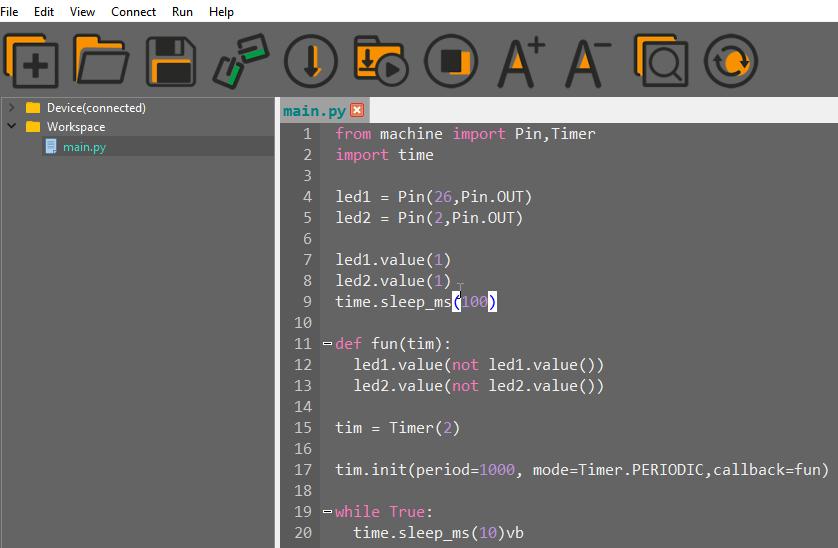 File Edit View Connect Run Help
Device(connected)
Workspace
main.py
main.py
1 from machine import Pin,Timer
2 import time
3
4 led1 = Pin(26,Pin.OUT)
5 led2 = Pin(2,Pin.OUT)
6
7 led1.value(1)
8 led2.value(1)
9 time.sleep_ms(100)
10
11 def fun(tim):
12   led1.value(not led1.value())
13   led2.value(not led2.value())
14
15 tim = Timer(2)
16
17 tim.init(period=1000, mode=Timer.PERIODIC,callback=fun)
18
19 while True:
20   time.sleep_ms(10)vb